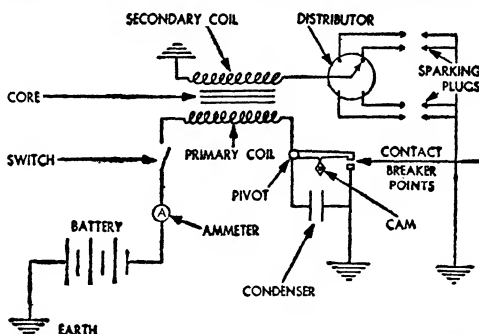 SECONDARY COIL
DISTRIBUTOR
CORE
SPARKING
PLUGS
SWITCH
PRIMARY COIL
CONTACT
BREAKER
POINTS
PIVOT
CAM
A
AMMETER
BATTERY
CONDENSER
EARTH